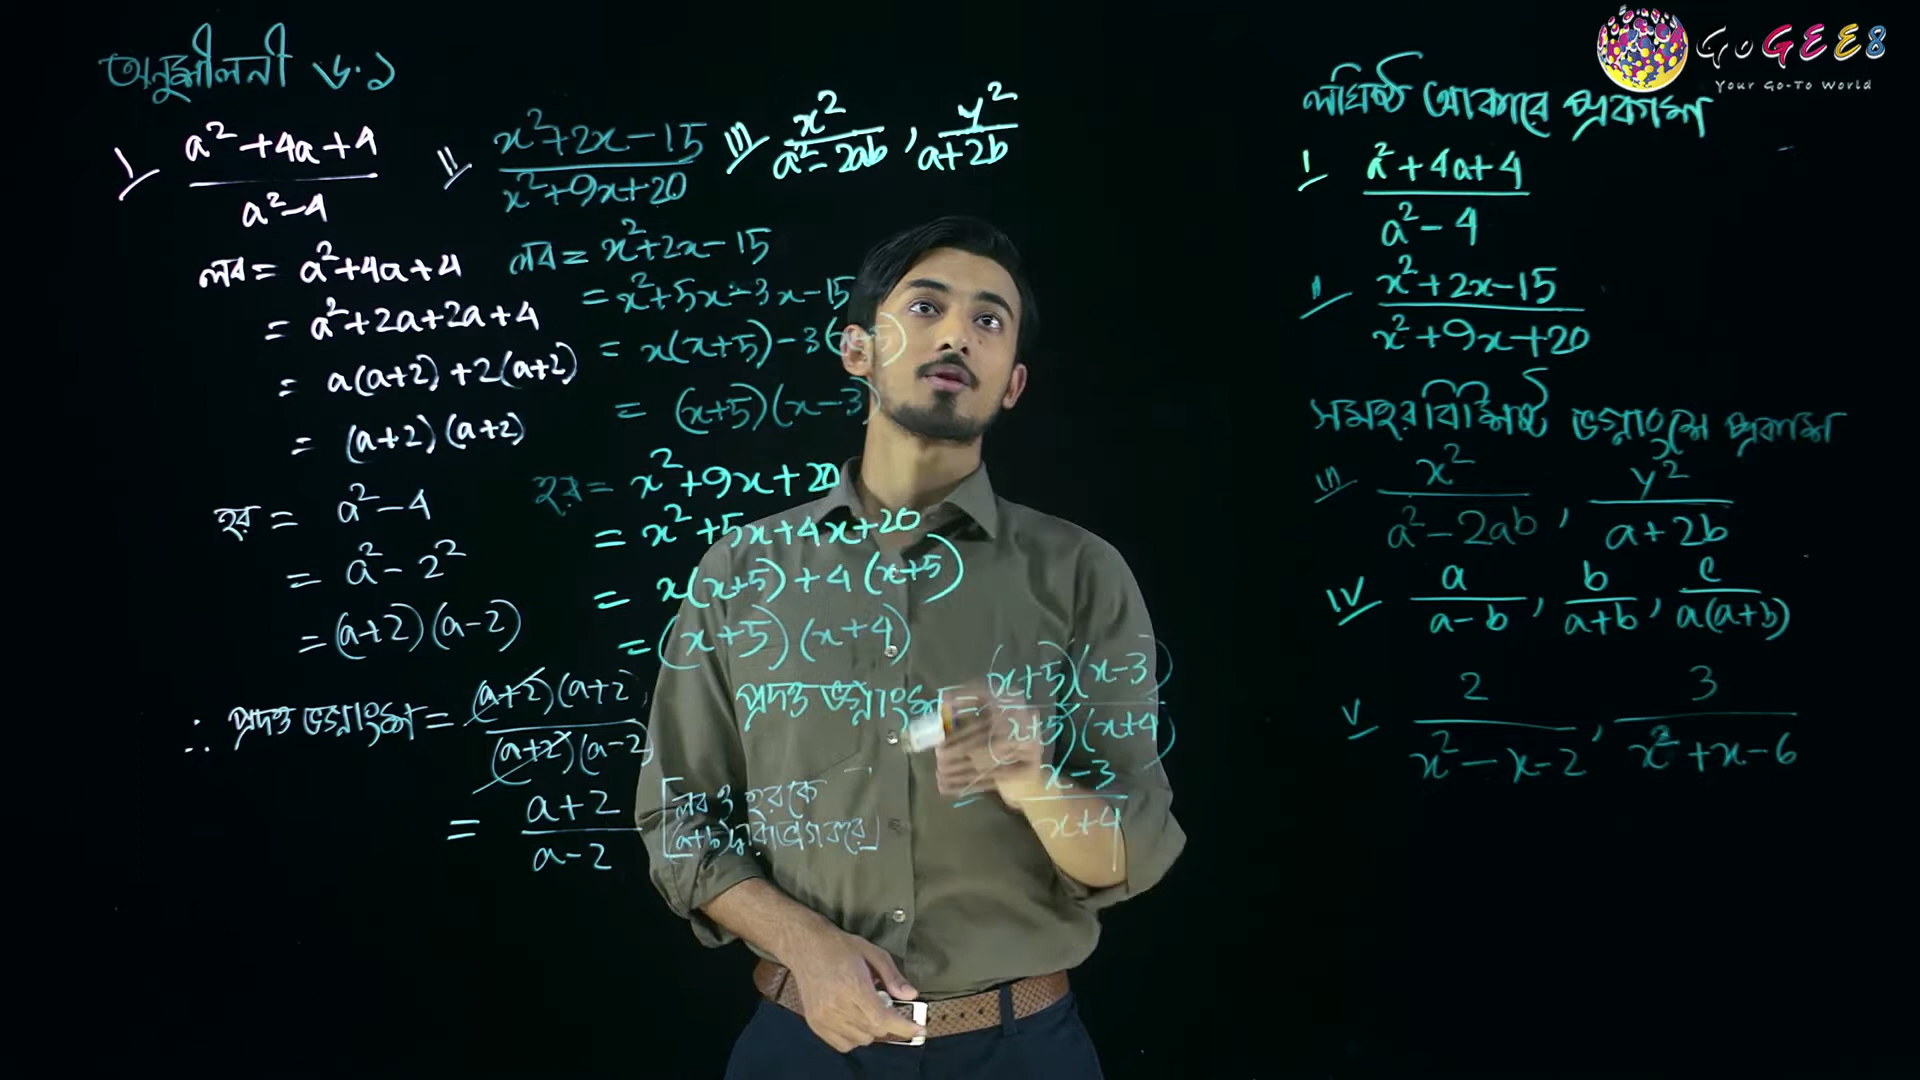 অনুশীলনী ৬.১
I a²+4a+4 / a²-4
লব = a²+4a+4
= a²+2a+2a+4
= a(a+2)+2(a+2)
= (a+2)(a+2)
হর = a²-4
= a²-2²
= (a+2)(a-2)
∴ প্রদত্ত ভগ্নাংশ = (a+2)(a+2) / (a+2)(a-2)
= a+2 / a-2 [লব ও হরকে
(a+b) দ্বারা ভাগ করে]
II x²+2x-15 / x²+9x+20
লব = x²+2x-15
= x²+5x-3x-15
= x(x+5)-3(x+5)
= (x+5)(x-3)
হর = x²+9x+20
= x²+5x+4x+20
= x(x+5)+4(x+5)
= (x+5)(x+4)
প্রদত্ত ভগ্নাংশ = (x+5)(x-3) / (x+5)(x+4)
= x-3 / x+4
III x² / a²-2ab , y² / a+2b
GoGEE8
Your Go-To World
লঘিষ্ঠ আকারে প্রকাশ
I a²+4a+4 / a²-4
II x²+2x-15 / x²+9x+20
সমহরবিশিষ্ট ভগ্নাংশে প্রকাশ
III x² / a²-2ab , y² / a+2b
IV a / a-b , b / a+b , c / a(a+b)
V 2 / x²-x-2 , 3 / x²+x-6